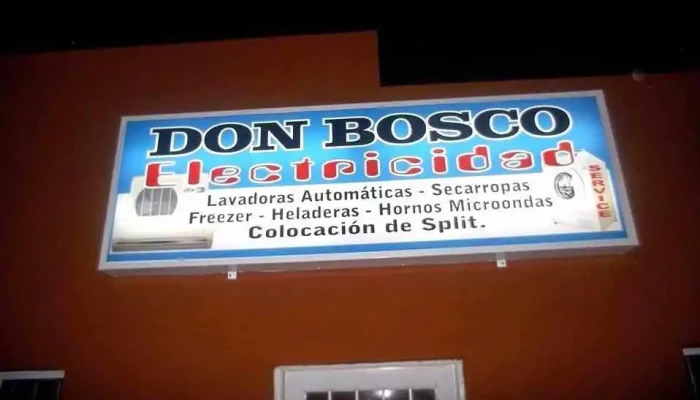 DON BOSCO
Electricidad
Lavadoras Automáticas - Secarropas
Freezer - Heladeras - Hornos Microondas
Colocación de Split.
SERVICE